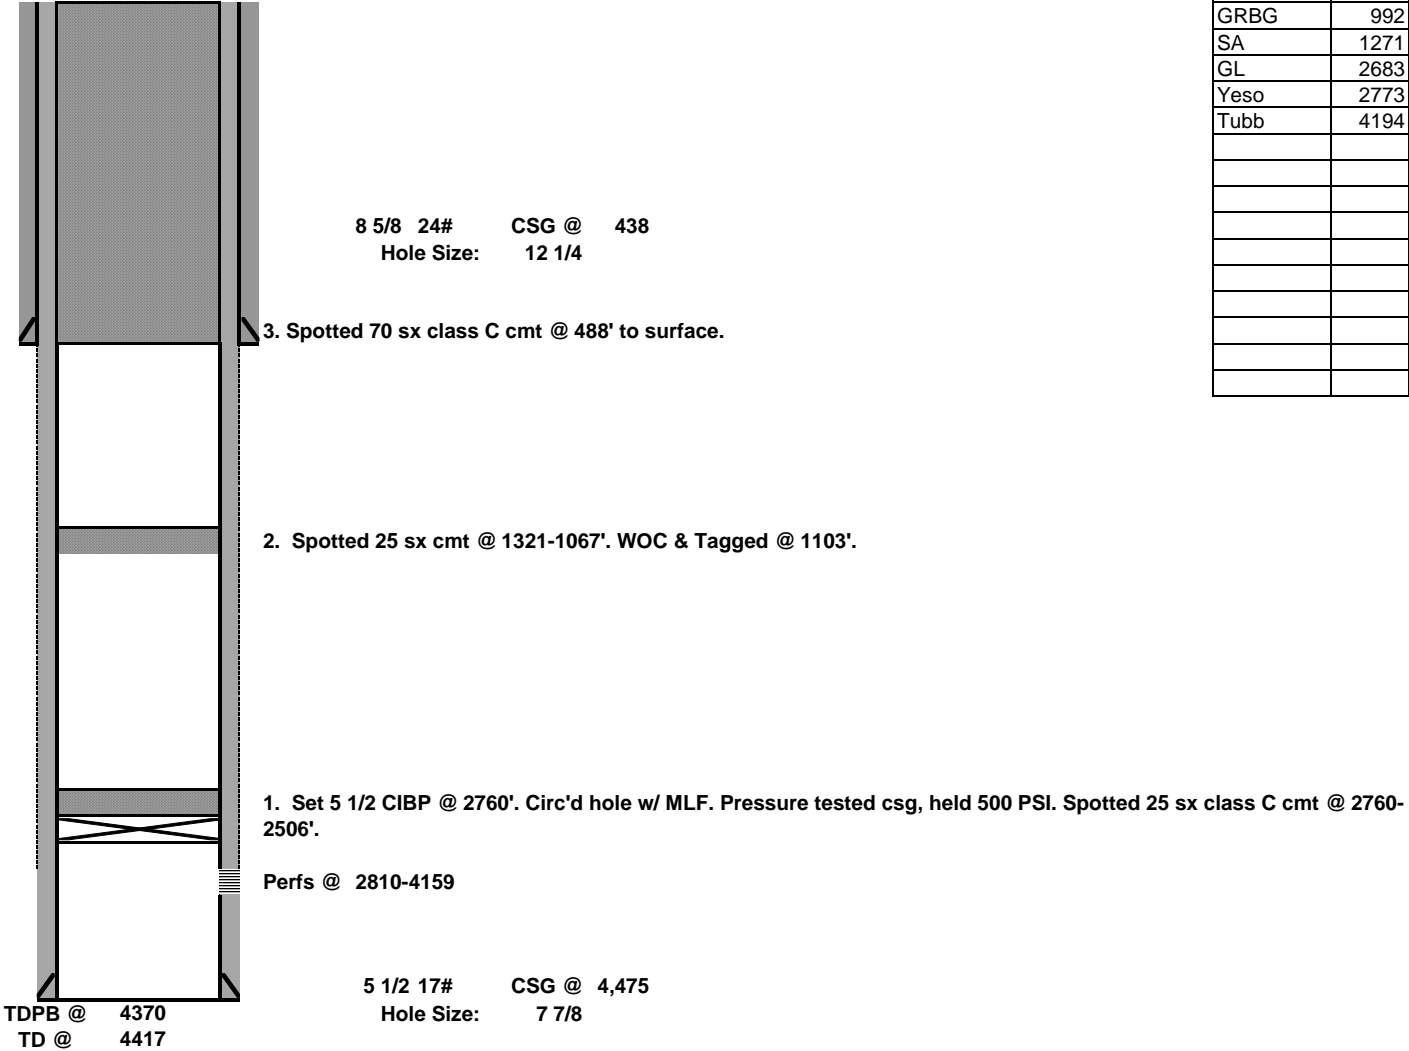 GRBG 992
SA 1271
GL 2683
Yeso 2773
Tubb 4194
8 5/8 24# CSG @ 438
Hole Size: 12 1/4
3. Spotted 70 sx class C cmt @ 488' to surface.
2. Spotted 25 sx cmt @ 1321-1067'. WOC & Tagged @ 1103'.
1. Set 5 1/2 CIBP @ 2760'. Circ'd hole w/ MLF. Pressure tested csg, held 500 PSI. Spotted 25 sx class C cmt @ 2760-
2506'.
Perfs @ 2810-4159
5 1/2 17# CSG @ 4,475
Hole Size: 7 7/8
TDPB @ 4370
TD @ 4417